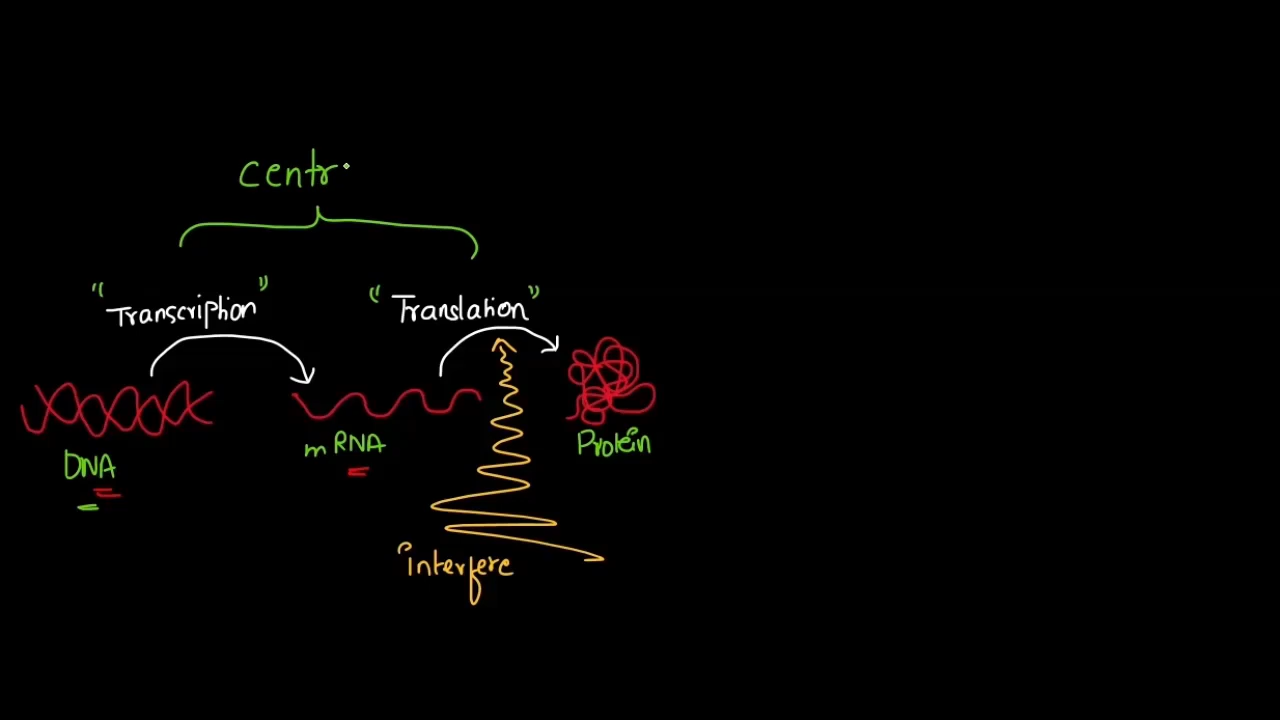 Centr
"Transcription" "Translation"
mRNA Protein
DNA
interfere